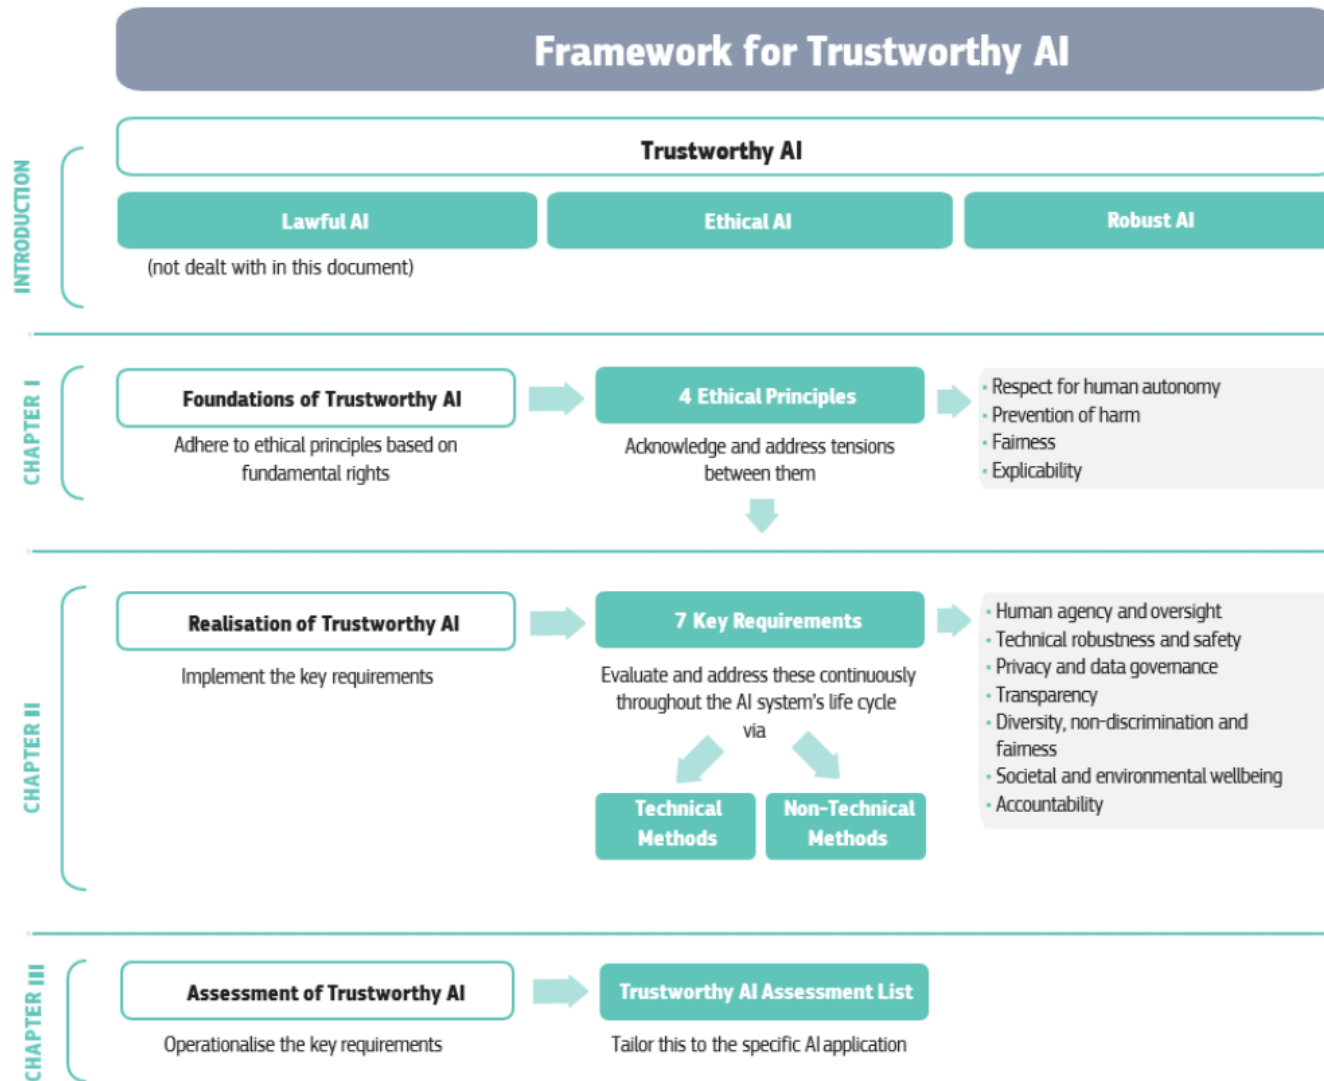 Framework for Trustworthy AI
INTRODUCTION
Trustworthy AI
Lawful AI
Ethical AI
Robust AI
(not dealt with in this document)
CHAPTER I
Foundations of Trustworthy AI
Adhere to ethical principles based on
fundamental rights
4 Ethical Principles
Acknowledge and address tensions
between them
• Respect for human autonomy
• Prevention of harm
• Fairness
• Explicability
CHAPTER II
Realisation of Trustworthy AI
Implement the key requirements
7 Key Requirements
Evaluate and address these continuously
throughout the AI system's life cycle
via
Technical
Methods
Non-Technical
Methods
• Human agency and oversight
• Technical robustness and safety
• Privacy and data governance
• Transparency
• Diversity, non-discrimination and
fairness
• Societal and environmental wellbeing
• Accountability
CHAPTER III
Assessment of Trustworthy AI
Operationalise the key requirements
Trustworthy AI Assessment List
Tailor this to the specific AI application